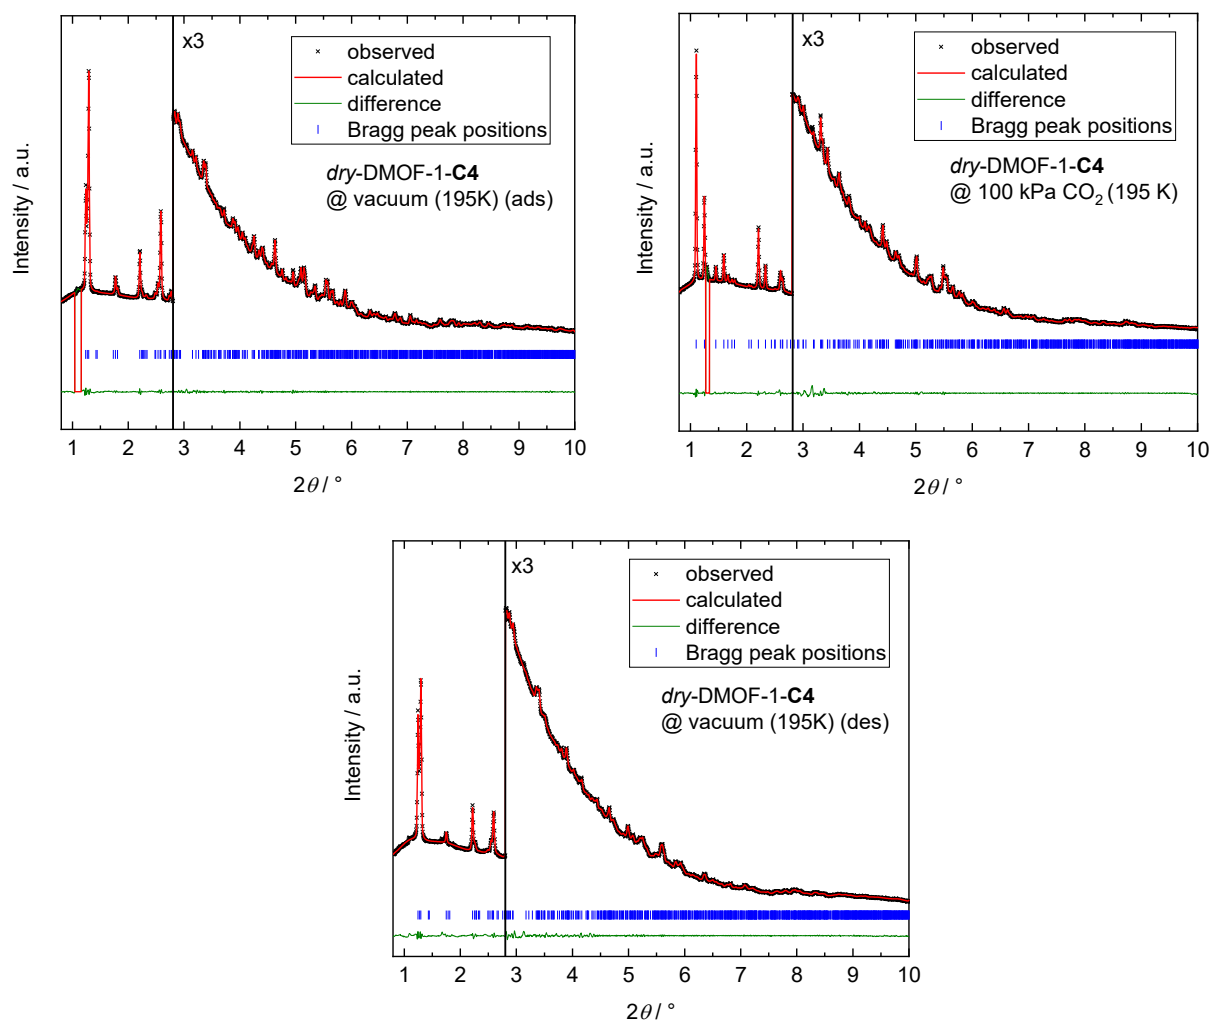 x3
observed
calculated
difference
Bragg peak positions
dry-DMOF-1-C4
@ vacuum (195K) (ads)
Intensity / a.u.
1 2 3 4 5 6 7 8 9 10
2θ / °
x3
observed
calculated
difference
Bragg peak positions
dry-DMOF-1-C4
@ 100 kPa CO₂ (195 K)
Intensity / a.u.
1 2 3 4 5 6 7 8 9 10
2θ / °
x3
observed
calculated
difference
Bragg peak positions
dry-DMOF-1-C4
@ vacuum (195K) (des)
Intensity / a.u.
1 2 3 4 5 6 7 8 9 10
2θ / °